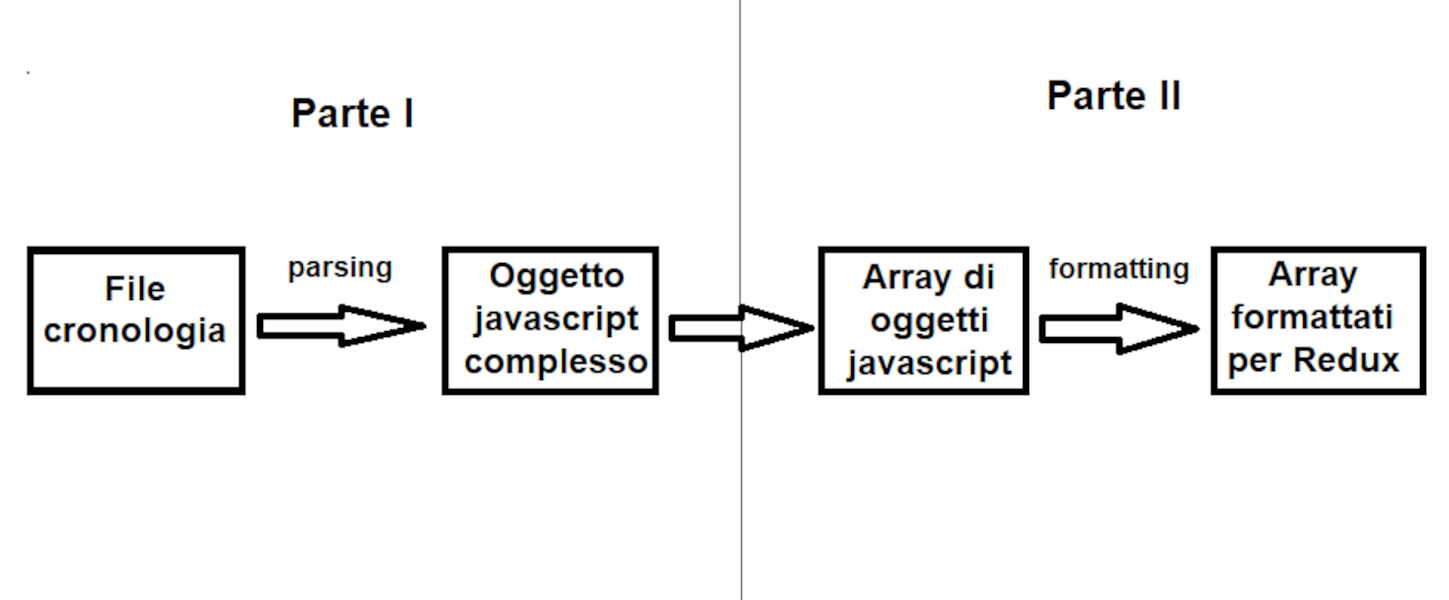 Parte I
Parte II
File
cronologia
parsing
Oggetto
javascript
complesso
Array di
oggetti
javascript
formatting
Array
formattati
per Redux